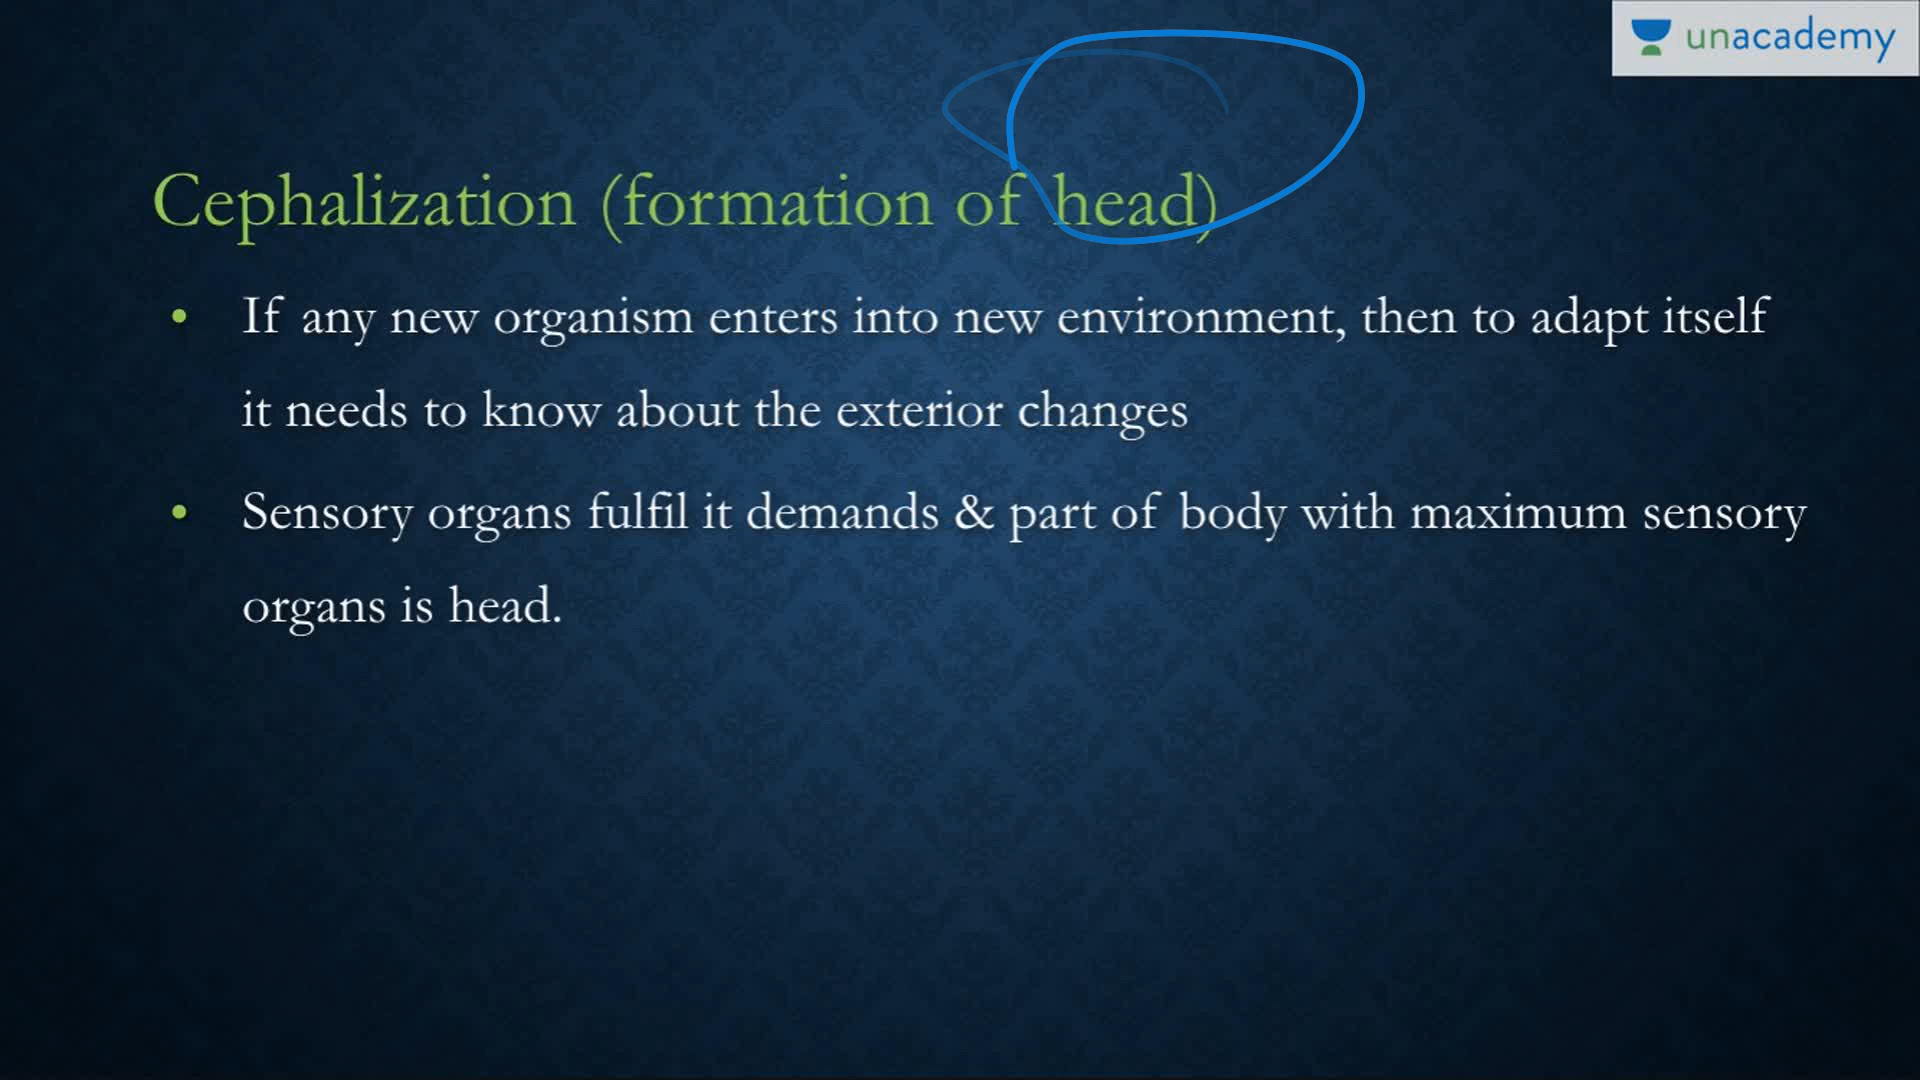 unacademy
Cephalization (formation of head)
• If any new organism enters into new environment, then to adapt itself
it needs to know about the exterior changes
• Sensory organs fulfil it demands & part of body with maximum sensory
organs is head.